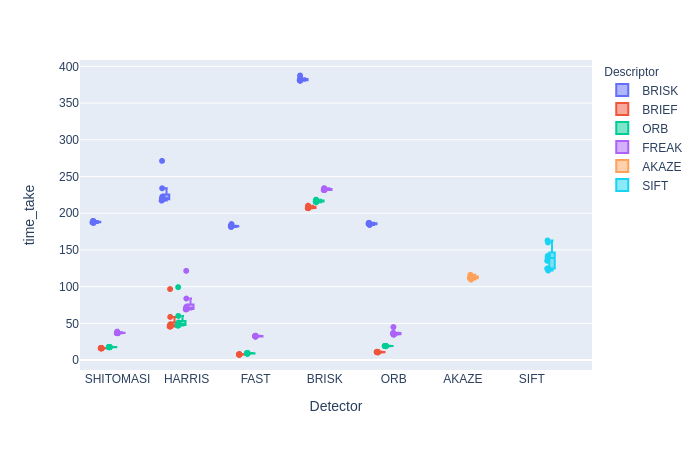 Descriptor
BRISK
BRIEF
ORB
FREAK
AKAZE
SIFT
400
350
300
250
200
150
100
50
0
time_take
SHITOMASI HARRIS FAST BRISK ORB AKAZE SIFT
Detector